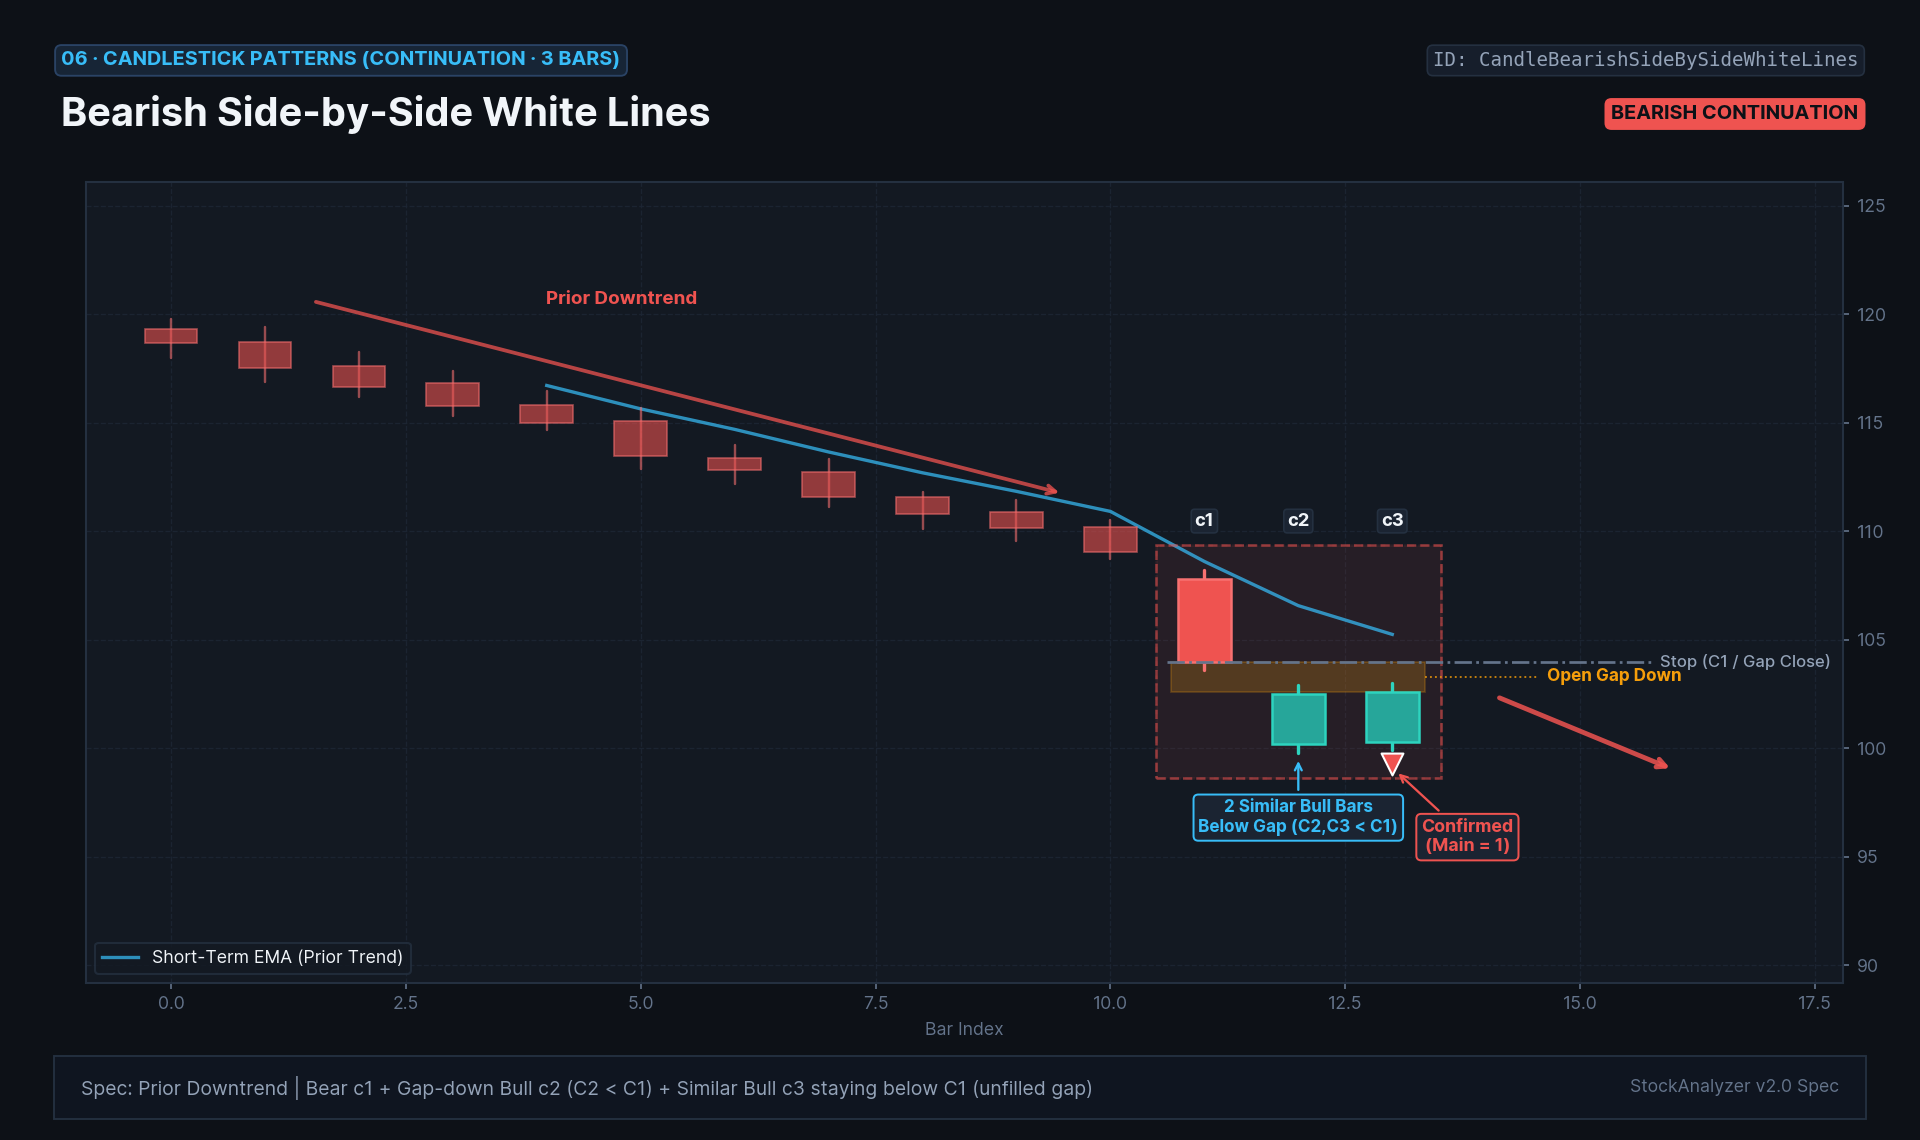 06 · CANDLESTICK PATTERNS (CONTINUATION · 3 BARS)
ID: CandleBearishSideBySideWhiteLines
Bearish Side-by-Side White Lines
BEARISH CONTINUATION
125
120
115
110
105
100
95
90
Prior Downtrend
c1
c2
c3
Stop (C1 / Gap Close)
Open Gap Down
2 Similar Bull Bars
Below Gap (C2,C3 < C1)
Confirmed
(Main = 1)
Short-Term EMA (Prior Trend)
0.0
2.5
5.0
7.5
10.0
12.5
15.0
17.5
Bar Index
Spec: Prior Downtrend | Bear c1 + Gap-down Bull c2 (C2 < C1) + Similar Bull c3 staying below C1 (unfilled gap)
StockAnalyzer v2.0 Spec